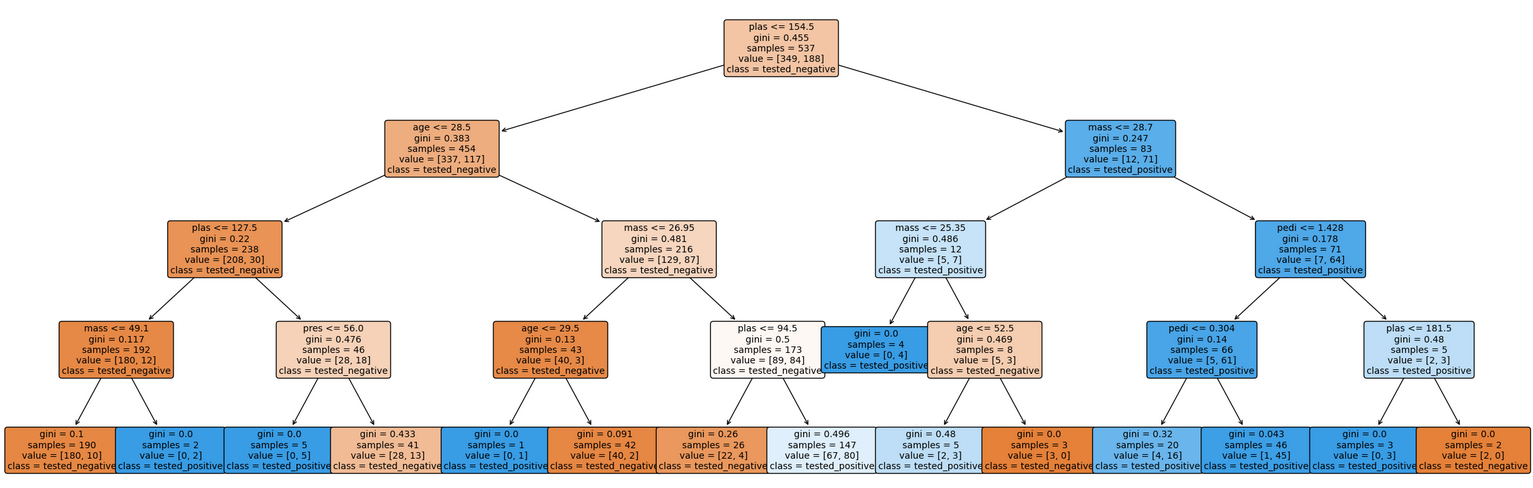 plas <= 154.5
gini = 0.455
samples = 537
value = [349, 188]
class = tested_negative
age <= 28.5
gini = 0.383
samples = 454
value = [337, 117]
class = tested_negative
mass <= 28.7
gini = 0.247
samples = 83
value = [12, 71]
class = tested_positive
plas <= 127.5
gini = 0.22
samples = 238
value = [208, 30]
class = tested_negative
mass <= 26.95
gini = 0.481
samples = 216
value = [129, 87]
class = tested_negative
mass <= 25.35
gini = 0.486
samples = 12
value = [5, 7]
class = tested_positive
pedi <= 1.428
gini = 0.178
samples = 71
value = [7, 64]
class = tested_positive
mass <= 49.1
gini = 0.117
samples = 192
value = [180, 12]
class = tested_negative
pres <= 56.0
gini = 0.476
samples = 46
value = [28, 18]
class = tested_negative
age <= 29.5
gini = 0.13
samples = 43
value = [40, 3]
class = tested_negative
plas <= 94.5
gini = 0.5
samples = 173
value = [89, 84]
class = tested_negative
gini = 0.0
samples = 4
value = [0, 4]
class = tested_positive
age <= 52.5
gini = 0.469
samples = 8
value = [5, 3]
class = tested_negative
pedi <= 0.304
gini = 0.14
samples = 66
value = [5, 61]
class = tested_positive
plas <= 181.5
gini = 0.48
samples = 5
value = [2, 3]
class = tested_positive
gini = 0.1
samples = 190
value = [180, 10]
class = tested_negative
gini = 0.0
samples = 2
value = [0, 2]
class = tested_positive
gini = 0.0
samples = 5
value = [0, 5]
class = tested_positive
gini = 0.433
samples = 41
value = [28, 13]
class = tested_negative
gini = 0.0
samples = 1
value = [0, 1]
class = tested_positive
gini = 0.091
samples = 42
value = [40, 2]
class = tested_negative
gini = 0.26
samples = 26
value = [22, 4]
class = tested_negative
gini = 0.496
samples = 147
value = [67, 80]
class = tested_positive
gini = 0.48
samples = 5
value = [2, 3]
class = tested_positive
gini = 0.0
samples = 3
value = [3, 0]
class = tested_negative
gini = 0.32
samples = 20
value = [4, 16]
class = tested_positive
gini = 0.043
samples = 46
value = [1, 45]
class = tested_positive
gini = 0.0
samples = 3
value = [0, 3]
class = tested_positive
gini = 0.0
samples = 2
value = [2, 0]
class = tested_negative